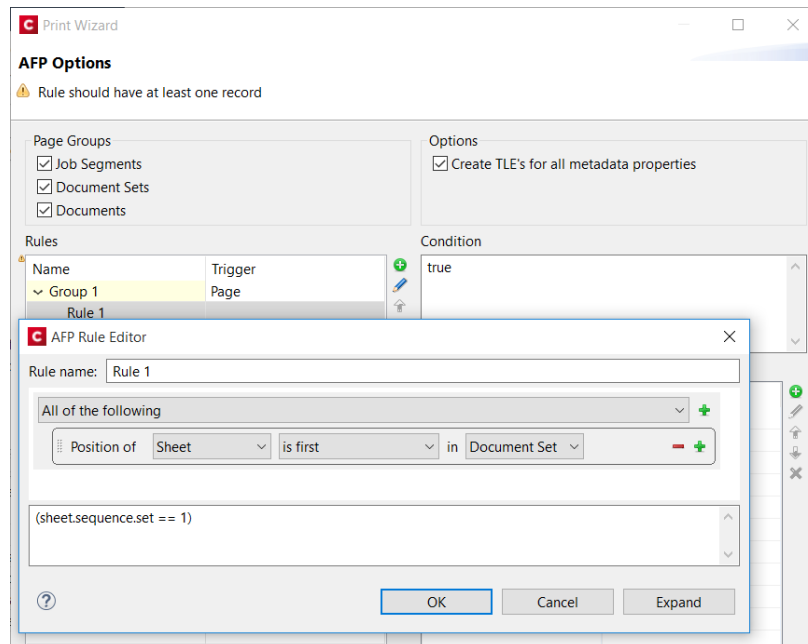 Print Wizard
AFP Options
Rule should have at least one record
Page Groups
Job Segments
Document Sets
Documents
Options
Create TLE's for all metadata properties
Rules
Name Trigger
Group 1 Page
Rule 1
Condition
true
AFP Rule Editor
Rule name: Rule 1
All of the following
Position of Sheet is first in Document Set
(sheet.sequence.set == 1)
OK Cancel Expand